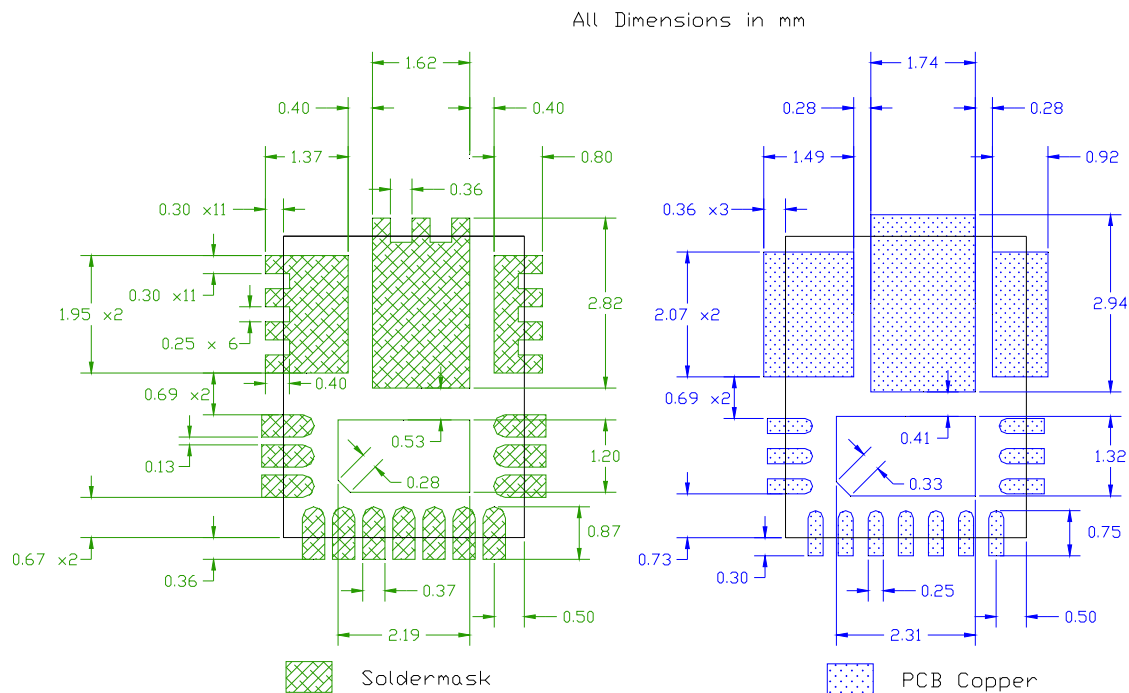 All Dimensions in mm
1.62
1.74
0.40
0.40
0.28
0.28
1.37
0.80
1.49
0.92
0.36
0.30 x11
0.36 x3
0.30 x11
1.95 x2
2.82
2.07 x2
2.94
0.25 x 6
0.40
0.69 x2
0.69 x2
0.53
0.41
0.13
1.20
1.32
0.28
0.33
0.87
0.75
0.67 x2
0.73
0.36
0.30
0.37
0.25
0.50
0.50
2.19
2.31
Soldermask
PCB Copper